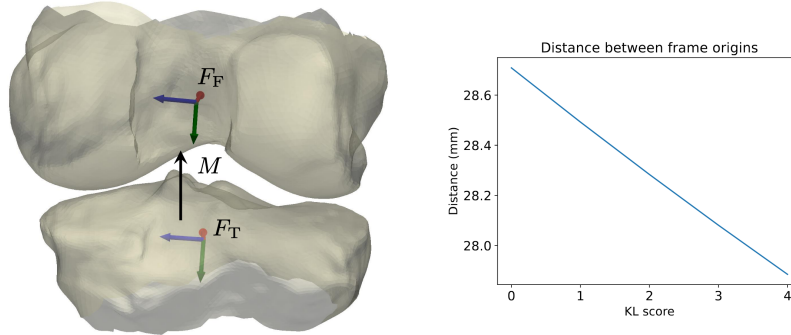 F_F
M
F_T
Distance between frame origins
28.6
28.4
28.2
28.0
Distance (mm)
0 1 2 3 4
KL score